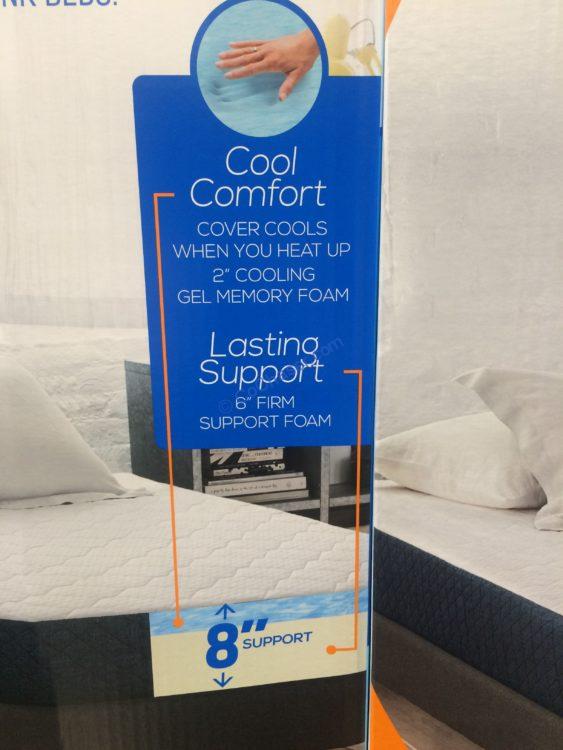 BEDS.
Cool
Comfort
COVER COOLS
WHEN YOU HEAT UP
2" COOLING
GEL MEMORY FOAM
Lasting
Support
6" FIRM
SUPPORT FOAM
8" SUPPORT